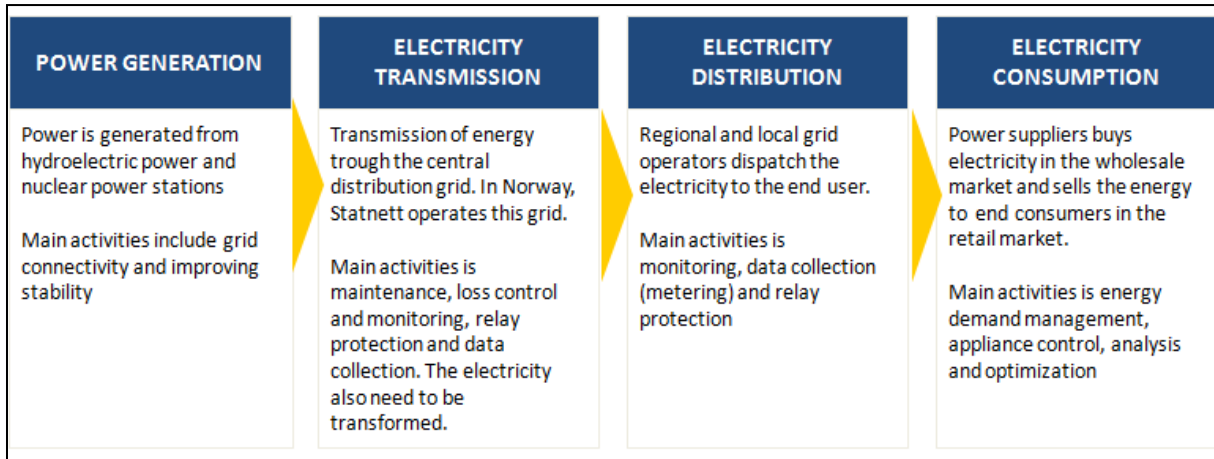 POWER GENERATION
Power is generated from
hydroelectric power and
nuclear power stations
Main activities include grid
connectivity and improving
stability
ELECTRICITY
TRANSMISSION
Transmission of energy
trough the central
distribution grid. In Norway,
Statnett operates this grid.
Main activities is
maintenance, loss control
and monitoring, relay
protection and data
collection. The electricity
also need to be
transformed.
ELECTRICITY
DISTRIBUTION
Regional and local grid
operators dispatch the
electricity to the end user.
Main activities is
monitoring, data collection
(metering) and relay
protection
ELECTRICITY
CONSUMPTION
Power suppliers buys
electricity in the wholesale
market and sells the energy
to end consumers in the
retail market.
Main activities is energy
demand management,
appliance control, analysis
and optimization